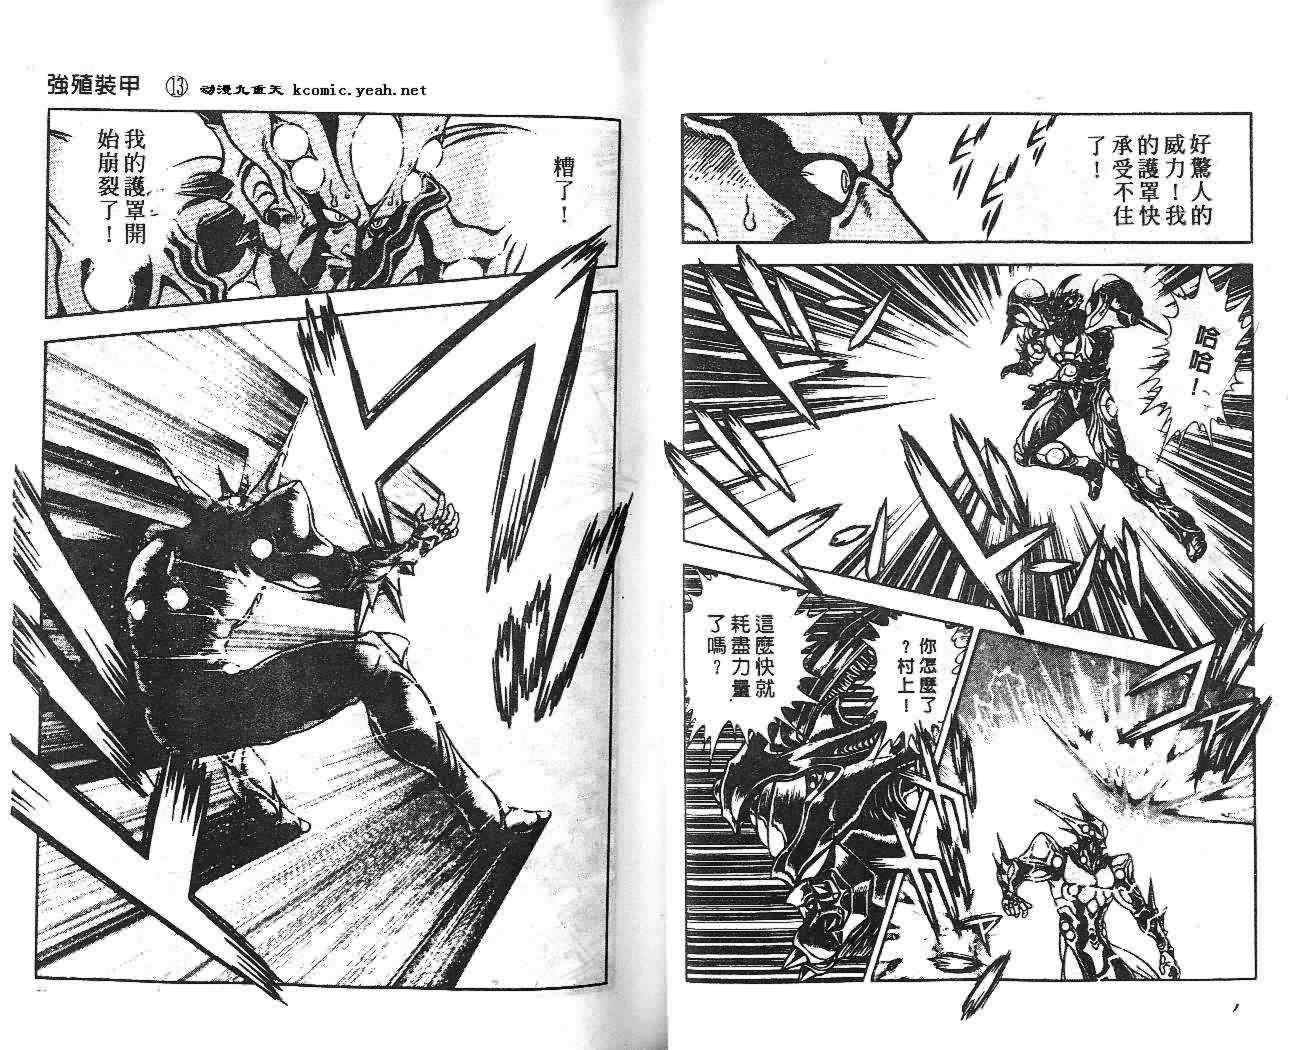 強殖裝甲 ⑬ 动漫九重天 kcomic.yeah.net
好驚人的
威力！我
的護罩快
承受不住
了！
哈
哈！
你怎麼了
？村上！
這麼快就
耗盡力量
了嗎？
糟了！
我的護罩開
始崩裂了！